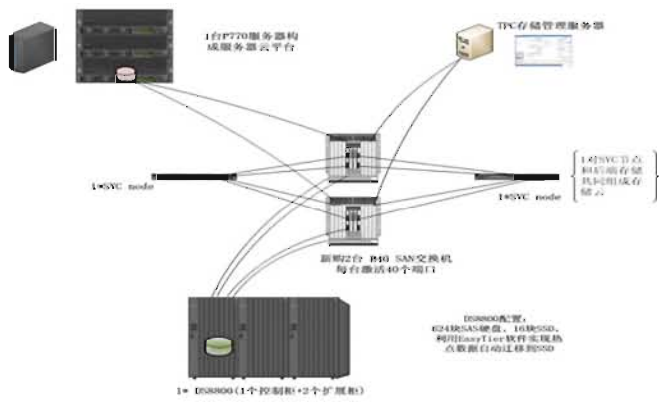 1台P770服务器构
成服务器云平台
TPC存储管理服务器
1*SVC node
1*SVC node
1对SVC节点
和后端存储
共同组成存
储云
新购2台 B40 SAN交换机
每台激活40个端口
DS8800配置:
624块SAS硬盘、16块SSD、
利用EasyTier软件实现热
点数据自动迁移到SSD
1* DS8800(1个控制柜+2个扩展柜)